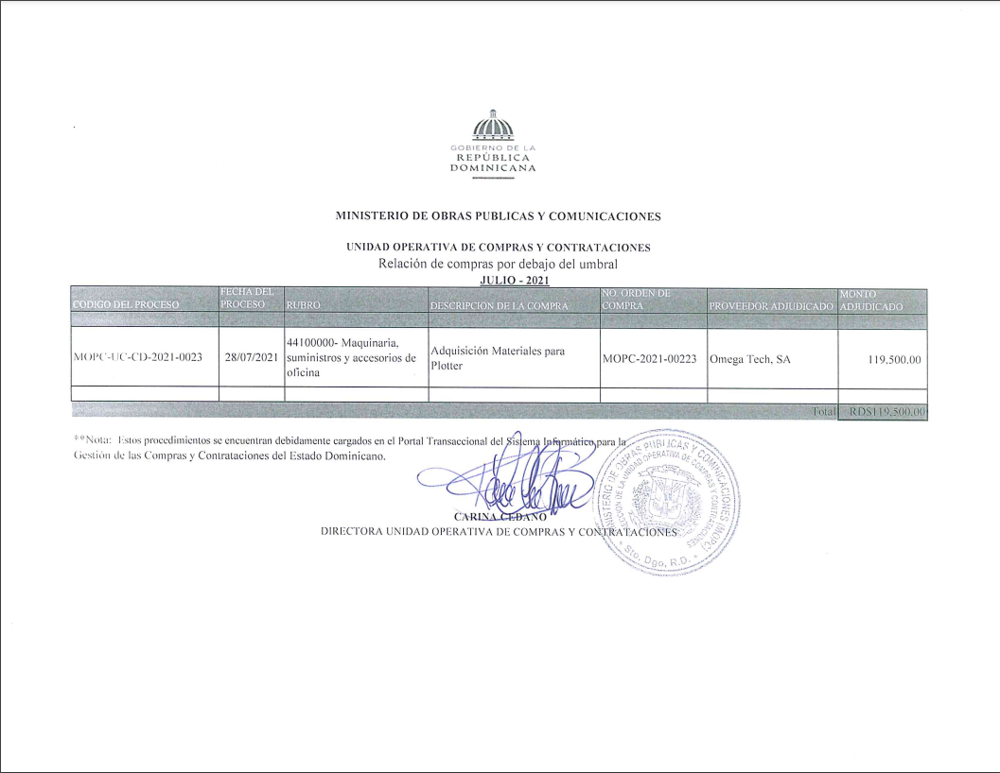 GOBIERNO DE LA
REPÚBLICA
DOMINICANA
MINISTERIO DE OBRAS PUBLICAS Y COMUNICACIONES
UNIDAD OPERATIVA DE COMPRAS Y CONTRATACIONES
Relación de compras por debajo del umbral
JULIO - 2021
CODIGO DEL PROCESO
FECHA DEL
PROCESO
RUBRO
DESCRIPCION DE LA COMPRA
NO. ORDEN DE
COMPRA
PROVEEDOR ADJUDICADO
MONTO
ADJUDICADO
MOPC-UC-CD-2021-0023
28/07/2021
44100000- Maquinaria,
suministros y accesorios de
oficina
Adquisición Materiales para
Plotter
MOPC-2021-00223
Omega Tech, SA
119,500.00
Total
RD$119,500.00
**Nota: Estos procedimientos se encuentran debidamente cargados en el Portal Transaccional del Sistema Informático para la
Gestión de las Compras y Contrataciones del Estado Dominicano.
CARINA CEDANO
DIRECTORA UNIDAD OPERATIVA DE COMPRAS Y CONTRATACIONES
MINISTERIO DE OBRAS PUBLICAS Y COMUNICACIONES (MOPC)
DE LA UNIDAD OPERATIVA DE COMPRAS Y CONTRATACIONES
* Sto. Dgo, R.D. *